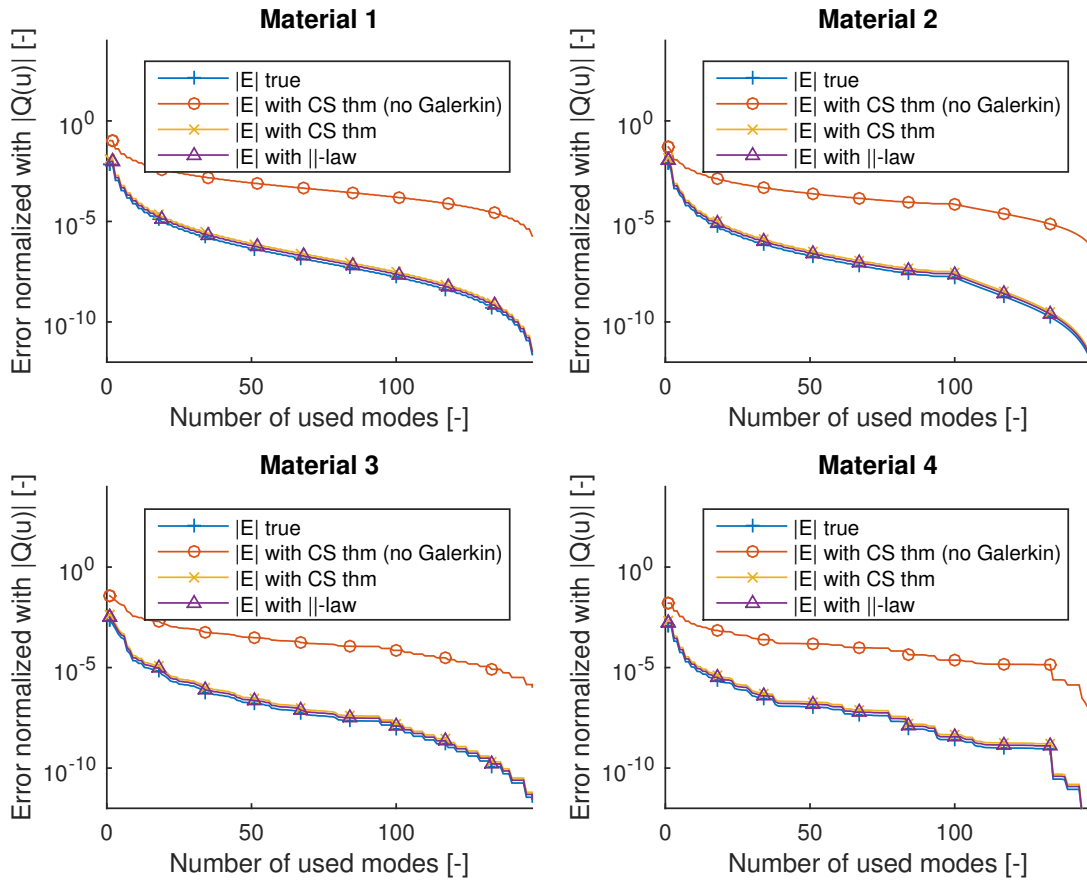 Material 1
Error normalized with |Q(u)| [-]
|E| true
|E| with CS thm (no Galerkin)
|E| with CS thm
|E| with ||-law
10^0
10^-5
10^-10
0 50 100
Number of used modes [-]
Material 2
Error normalized with |Q(u)| [-]
|E| true
|E| with CS thm (no Galerkin)
|E| with CS thm
|E| with ||-law
10^0
10^-5
10^-10
0 50 100
Number of used modes [-]
Material 3
Error normalized with |Q(u)| [-]
|E| true
|E| with CS thm (no Galerkin)
|E| with CS thm
|E| with ||-law
10^0
10^-5
10^-10
0 50 100
Number of used modes [-]
Material 4
Error normalized with |Q(u)| [-]
|E| true
|E| with CS thm (no Galerkin)
|E| with CS thm
|E| with ||-law
10^0
10^-5
10^-10
0 50 100
Number of used modes [-]